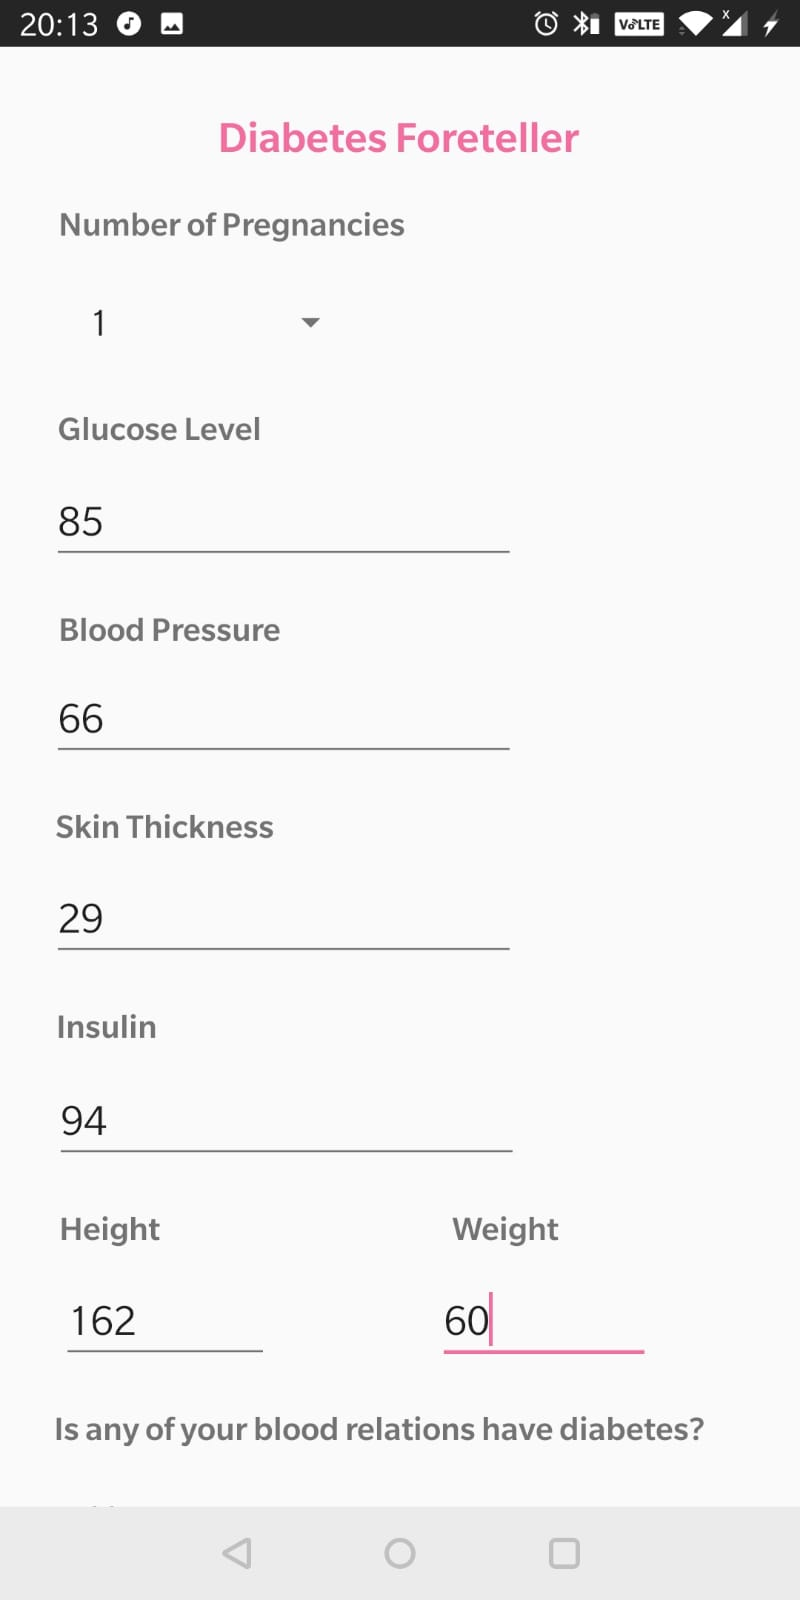 20:13 VoLTE x
Diabetes Foreteller
Number of Pregnancies
1
Glucose Level
85
Blood Pressure
66
Skin Thickness
29
Insulin
94
Height Weight
162 60
Is any of your blood relations have diabetes?